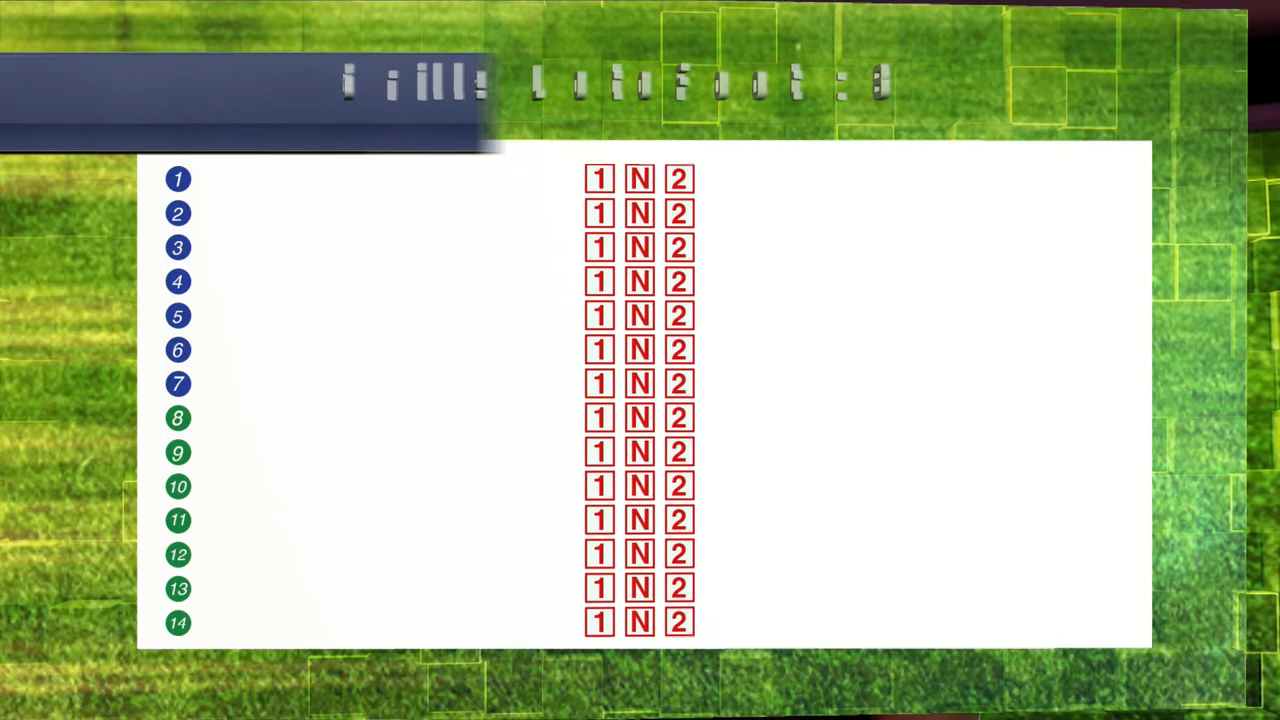 1 1 N 2
2 1 N 2
3 1 N 2
4 1 N 2
5 1 N 2
6 1 N 2
7 1 N 2
8 1 N 2
9 1 N 2
10 1 N 2
11 1 N 2
12 1 N 2
13 1 N 2
14 1 N 2